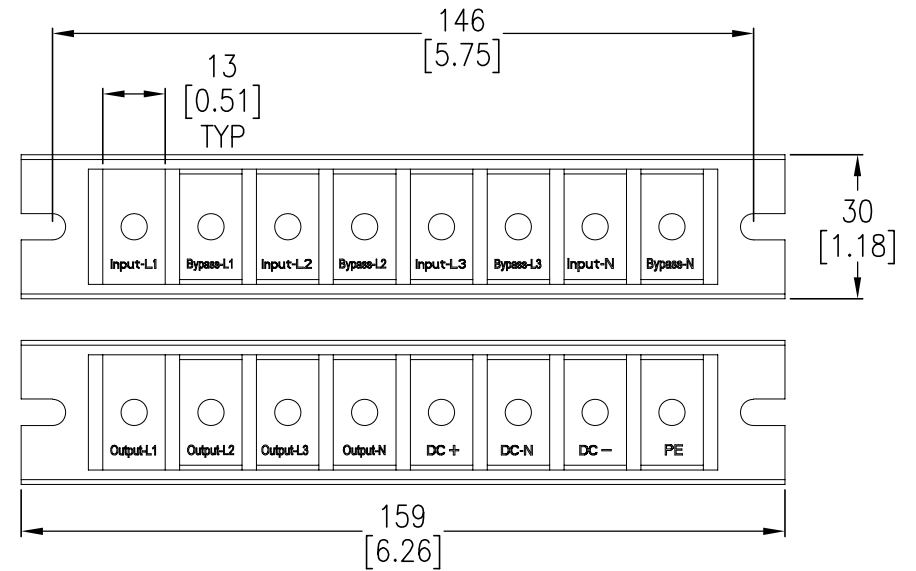 146
[5.75]
13
[0.51]
TYP
30
[1.18]
Input-L1 Bypass-L1 Input-L2 Bypass-L2 Input-L3 Bypass-L3 Input-N Bypass-N
Output-L1 Output-L2 Output-L3 Output-N DC + DC-N DC − PE
159
[6.26]